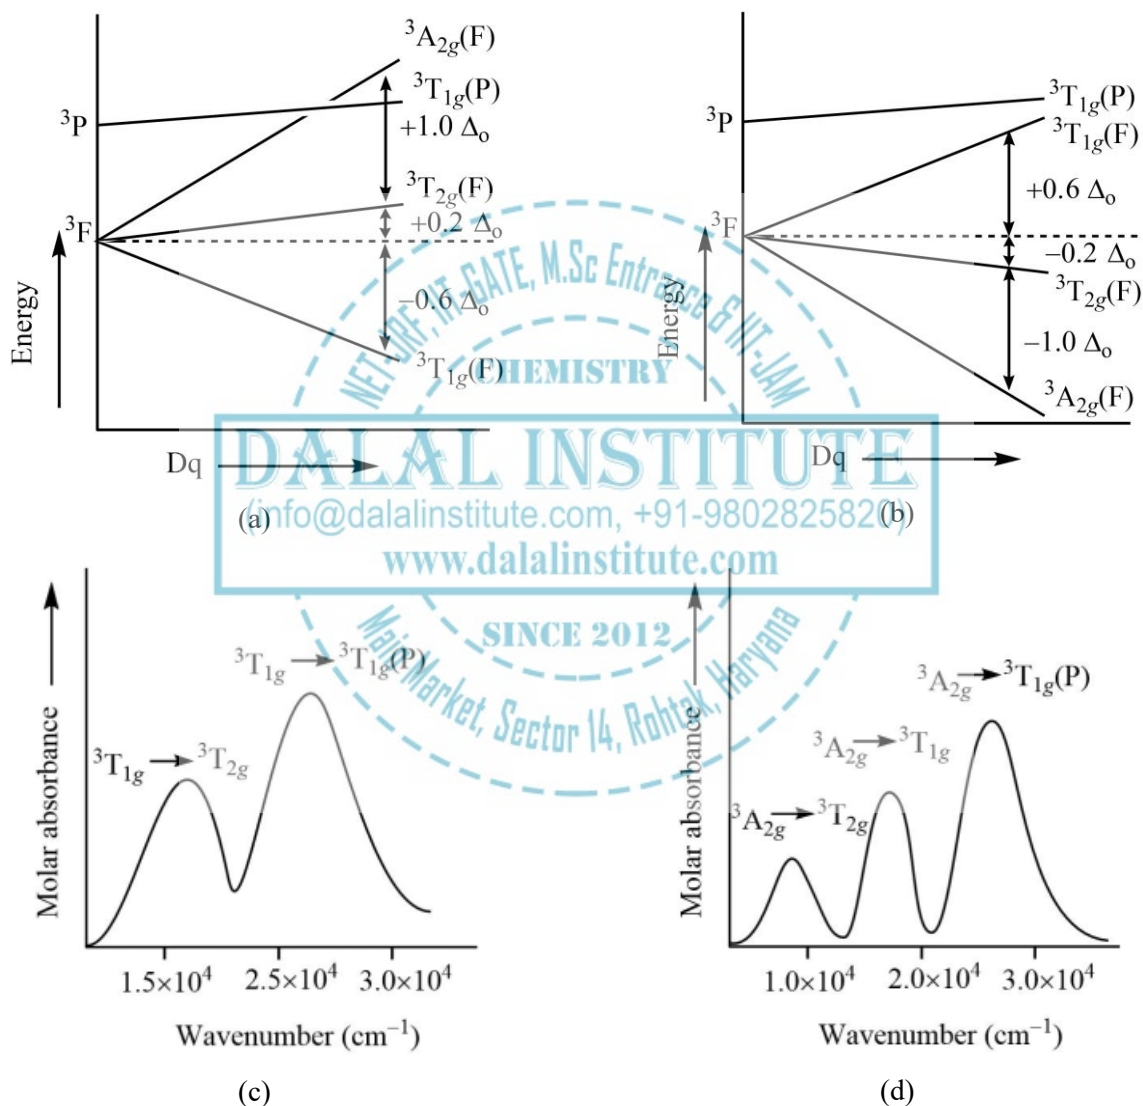 ³A₂g(F)
³T₁g(P)
³P
+1.0 Δₒ
³T₂g(F)
³F
+0.2 Δₒ
−0.6 Δₒ
³T₁g(F)
Energy
Dq
(a)
³T₁g(P)
³P
³T₁g(F)
+0.6 Δₒ
³F
−0.2 Δₒ
³T₂g(F)
−1.0 Δₒ
³A₂g(F)
Energy
Dq
(b)
NET-JRF, IIT-GATE, M.Sc Entrance & IIT-JAM
CHEMISTRY
DALAL INSTITUTE
(info@dalalinstitute.com, +91-9802825820)
www.dalalinstitute.com
SINCE 2012
Main Market, Sector 14, Rohtak, Haryana
³T₁g → ³T₁g(P)
³T₁g → ³T₂g
Molar absorbance
1.5×10⁴ 2.5×10⁴ 3.0×10⁴
Wavenumber (cm⁻¹)
(c)
³A₂g → ³T₁g(P)
³A₂g → ³T₁g
³A₂g → ³T₂g
Molar absorbance
1.0×10⁴ 2.0×10⁴ 3.0×10⁴
Wavenumber (cm⁻¹)
(d)